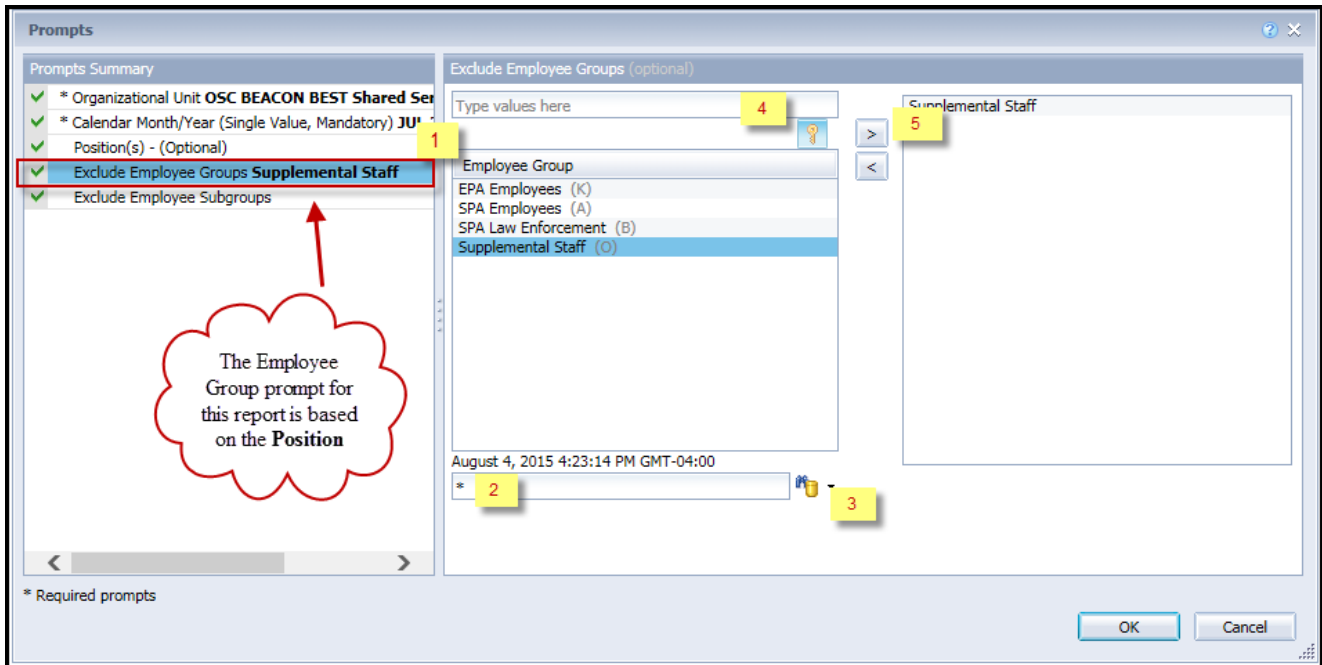 Prompts
Prompts Summary
* Organizational Unit OSC BEACON BEST Shared Ser
* Calendar Month/Year (Single Value, Mandatory) JUL
Position(s) - (Optional)
1
Exclude Employee Groups Supplemental Staff
Exclude Employee Subgroups
The Employee
Group prompt for
this report is based
on the Position
* Required prompts
Exclude Employee Groups (optional)
Type values here
4
Employee Group
EPA Employees (K)
SPA Employees (A)
SPA Law Enforcement (B)
Supplemental Staff (O)
August 4, 2015 4:23:14 PM GMT-04:00
* 2
3
>
5
<
Supplemental Staff
OK
Cancel